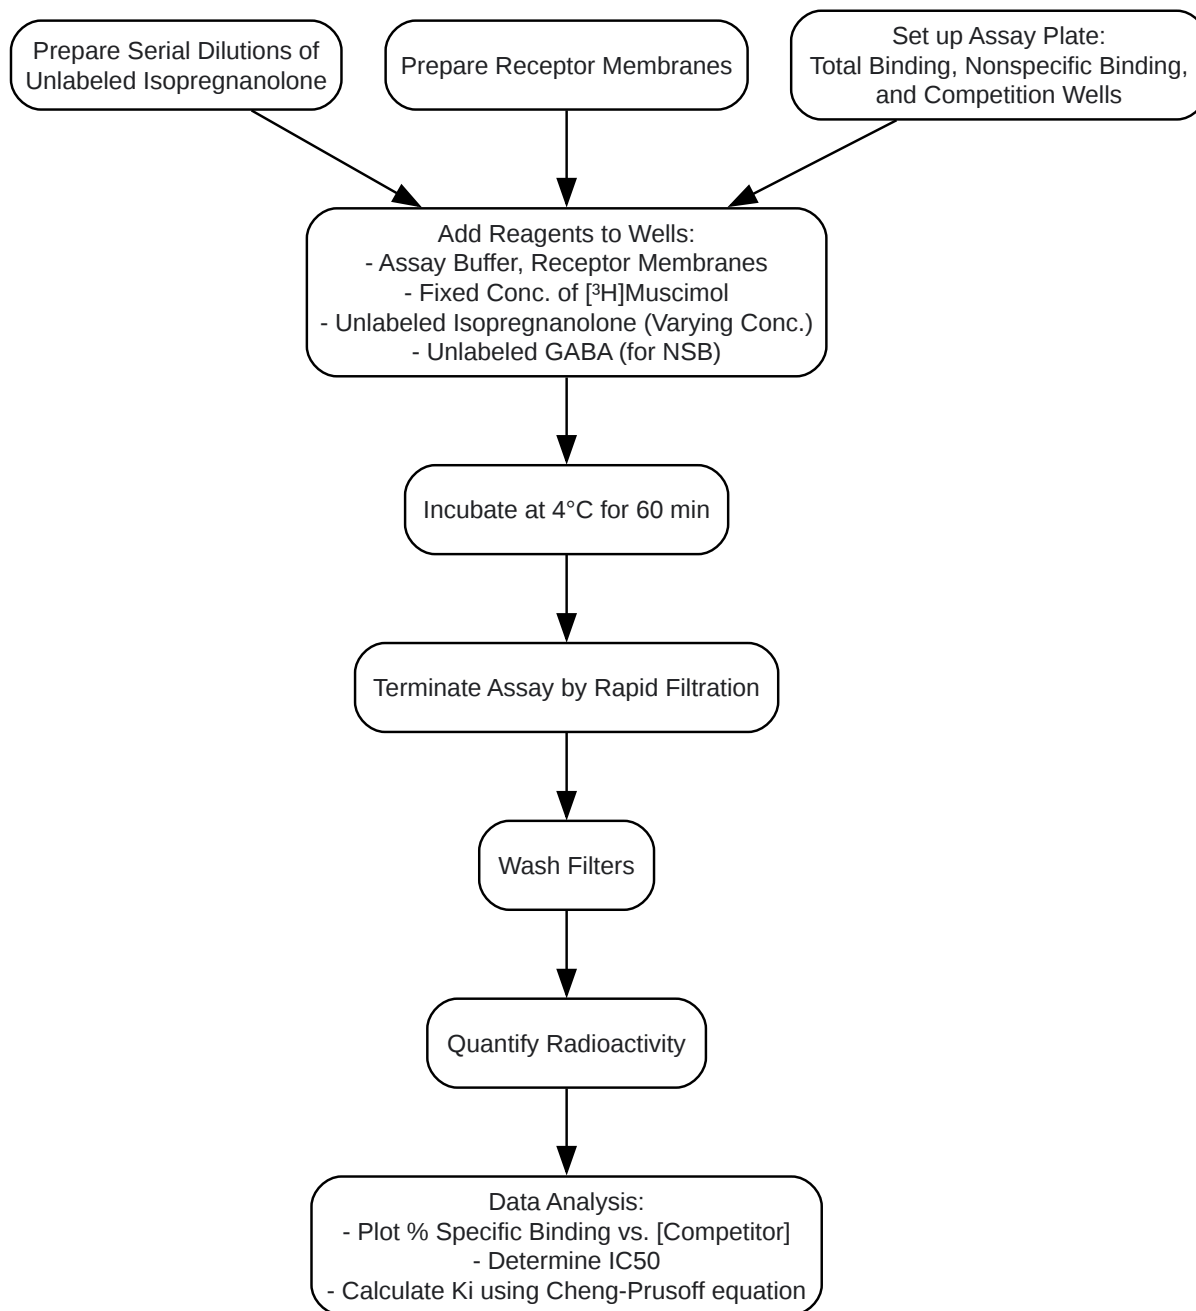 Prepare Serial Dilutions of
Unlabeled Isopregnanolone
Prepare Receptor Membranes
Set up Assay Plate:
Total Binding, Nonspecific Binding,
and Competition Wells
Add Reagents to Wells:
- Assay Buffer, Receptor Membranes
- Fixed Conc. of [³H]Muscimol
- Unlabeled Isopregnanolone (Varying Conc.)
- Unlabeled GABA (for NSB)
Incubate at 4°C for 60 min
Terminate Assay by Rapid Filtration
Wash Filters
Quantify Radioactivity
Data Analysis:
- Plot % Specific Binding vs. [Competitor]
- Determine IC50
- Calculate Ki using Cheng-Prusoff equation